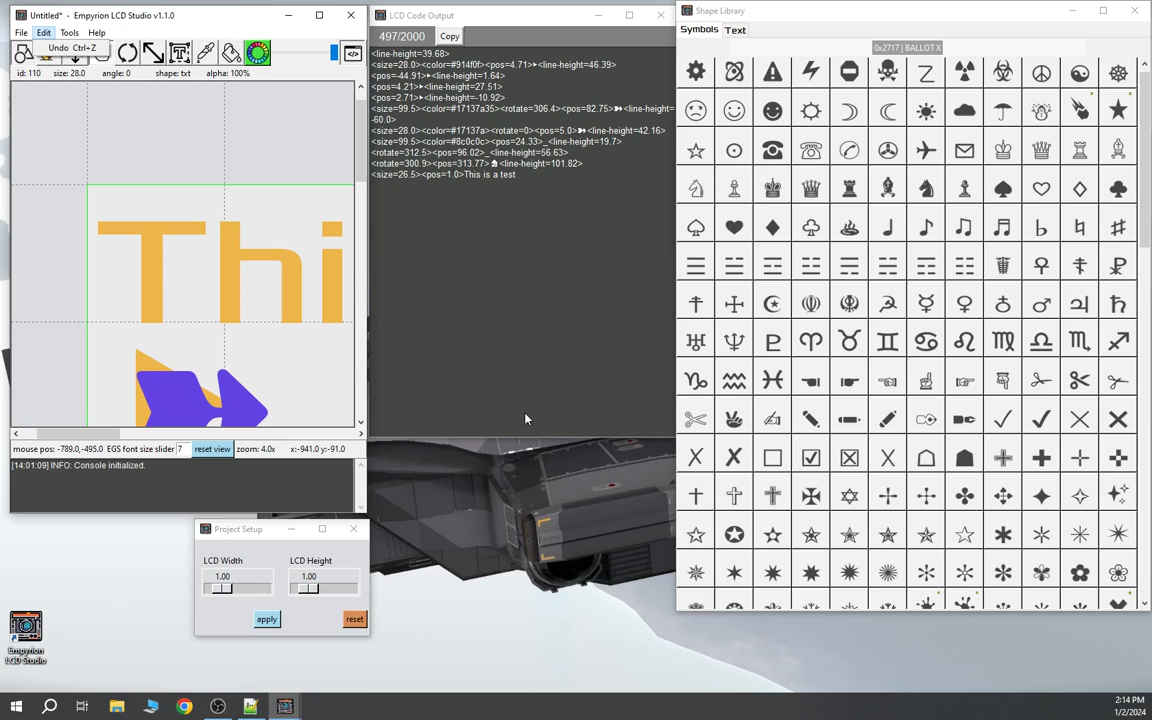 Untitled* - Empyrion LCD Studio v1.1.0
File Edit Tools Help
Undo Ctrl+Z
id: 110 size: 28.0 angle: 0 shape: txt alpha: 100%
Thi
mouse pos: -789.0,-495.0 EGS font size slider 7 reset view zoom: 4.0x x:-941.0 y:-91.0
[14:01:09] INFO: Console initialized.
LCD Code Output
497/2000 Copy
<line-height=39.68>
<size=28.0><color=#914f0f><pos=4.71>‣<line-height=46.39>
<pos=-44.91>‣<line-height=1.64>
<pos=4.21>‣<line-height=27.51>
<pos=2.71>‣<line-height=-10.92>
<size=99.5><color=#17137a35><rotate=306.4><pos=82.75>➽<line-height=
-60.0>
<size=28.0><color=#17137a><rotate=0><pos=5.0>➽<line-height=42.16>
<size=99.5><color=#8c0c0c><pos=24.33>_<line-height=19.7>
<rotate=312.5><pos=96.02>_<line-height=56.63>
<rotate=300.9><pos=313.77>☗<line-height=101.82>
<size=26.5><pos=1.0>This is a test
Shape Library
Symbols Text
0x2717 | BALLOT X
Project Setup
LCD Width LCD Height
1.00 1.00
apply reset
Empyrion
LCD Studio
2:14 PM
1/2/2024